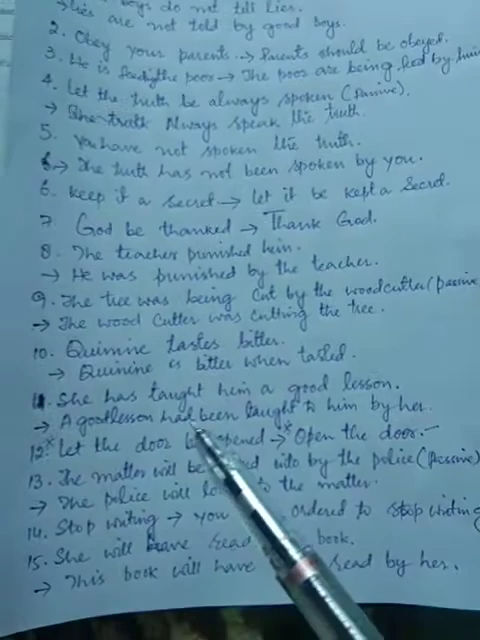 boys do not tell lies.
→ Lies are not told by good boys.
2. Obey your parents → Parents should be obeyed.
3. He is feeding the poor → The poor are being fed by him
4. Let the truth be always spoken (Passive).
→ Always speak the truth.
5. You have not spoken the truth.
→ The truth has not been spoken by you.
6. Keep it a secret → let it be kept a Secret.
7. God be thanked → Thank God.
8. The teacher punished him.
→ He was punished by the teacher.
9. The tree was being cut by the woodcutter (passive
→ The wood cutter was cutting the tree.
10. Quinine tastes bitter.
→ Quinine is bitter when tasted.
11. She has taught him a good lesson.
→ A good lesson had been taught to him by her.
12. Let the door be opened → Open the door.
13. The matter will be into by the police (Passive)
→ The police will to the matter.
14. Stop writing → you ordered to stop writing
15. She will have read book.
→ This book will have read by her.